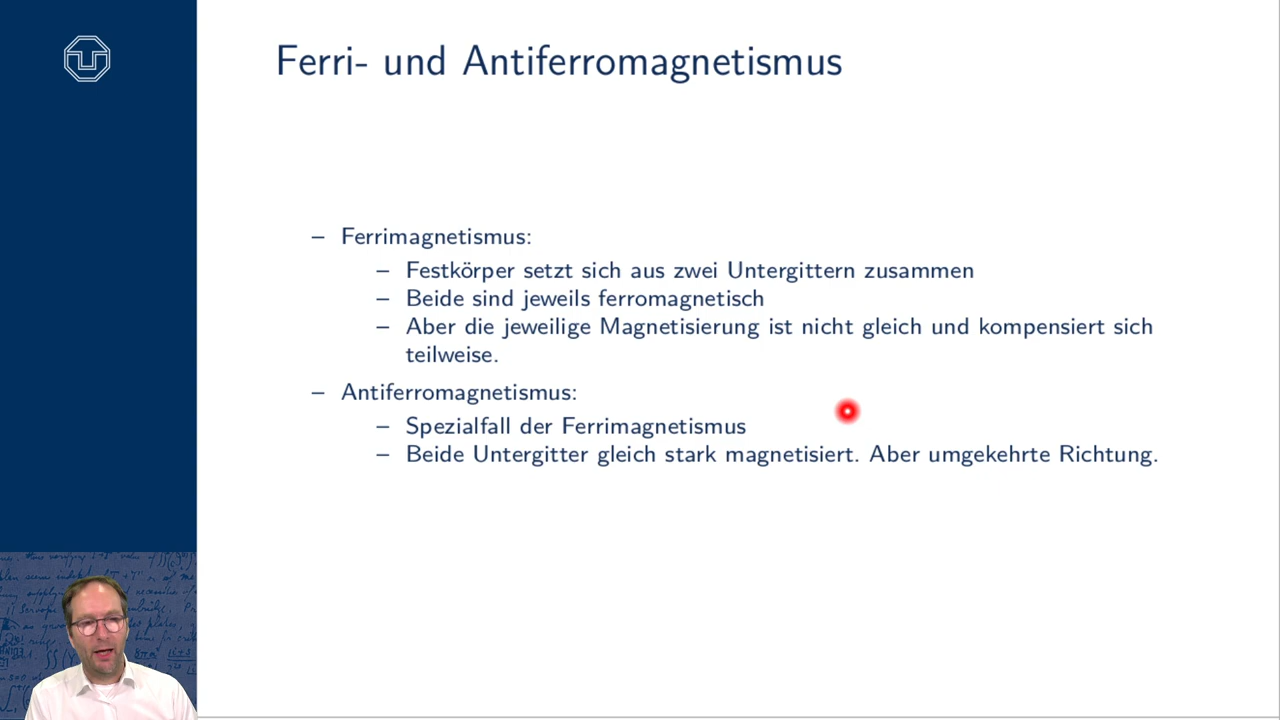 Ferri- und Antiferromagnetismus
– Ferrimagnetismus:
– Festkörper setzt sich aus zwei Untergittern zusammen
– Beide sind jeweils ferromagnetisch
– Aber die jeweilige Magnetisierung ist nicht gleich und kompensiert sich
teilweise.
– Antiferromagnetismus:
– Spezialfall der Ferrimagnetismus
– Beide Untergitter gleich stark magnetisiert. Aber umgekehrte Richtung.